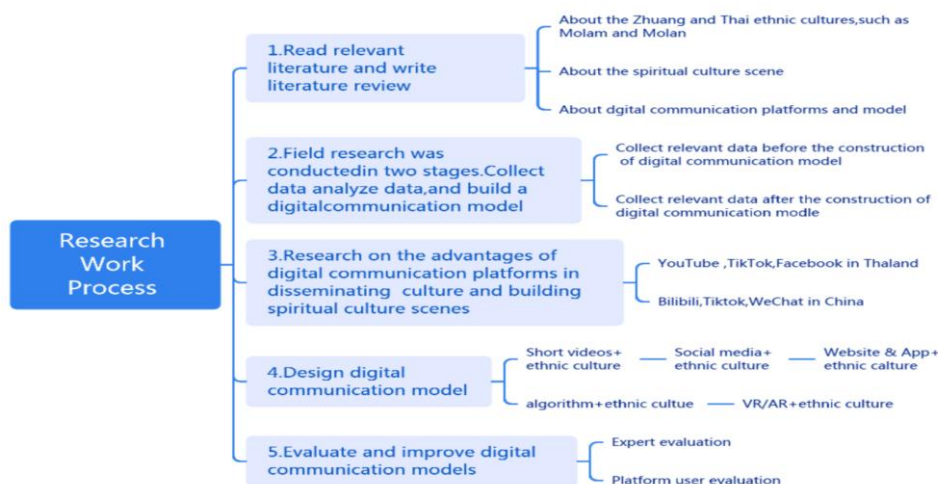 Research
Work
Process
1.Read relevant
literature and write
literature review
About the Zhuang and Thai ethnic cultures,such as
Molam and Molan
About the spiritual culture scene
About dgital communication platforms and model
2.Field research was
conductedin two stages.Collect
data analyze data,and build a
digitalcommunication model
Collect relevant data before the construction
of digital communication model
Collect relevant data after the construction of
digital communication modle
3.Research on the advantages of
digital communication platforms in
disseminating culture and building
spiritual culture scenes
YouTube ,TikTok,Facebook in Thaland
Bilibili,Tiktok,WeChat in China
4.Design digital
communication model
Short videos+
ethnic culture
Social media+
ethnic culture
Website & App+
ethnic calture
algorithm+ethnic cultue
VR/AR+ethnic culture
5.Evaluate and improve digital
communication models
Expert evaluation
Platform user evaluation